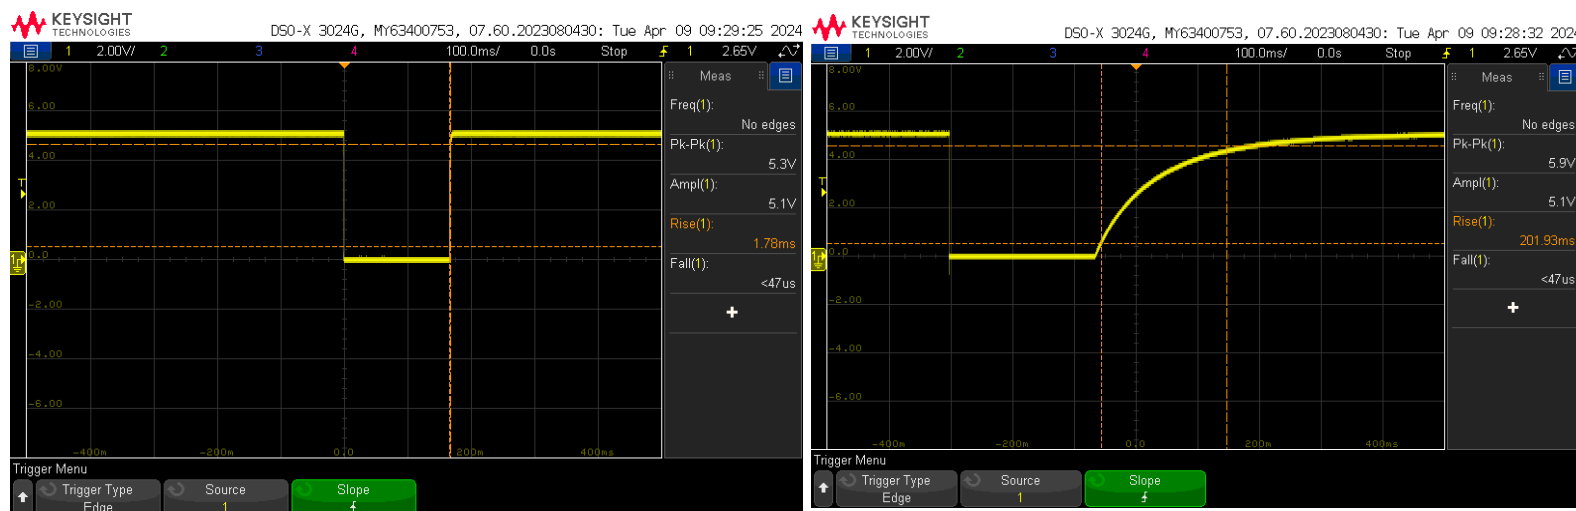 KEYSIGHT
TECHNOLOGIES
DSO-X 3024G, MY63400753, 07.60.2023080430: Tue Apr 09 09:29:25 2024
1 2.00V/ 2 3 4 100.0ms/ 0.0s Stop 1 2.65V
8.00V
6.00
4.00
2.00
0.0
-2.00
-4.00
-6.00
-400m -200m 0.0 200m 400ms
T
1
Meas
Freq(1):
No edges
Pk-Pk(1):
5.3V
Ampl(1):
5.1V
Rise(1):
1.78ms
Fall(1):
<47us
Trigger Menu
Trigger Type
Edge
Source
1
Slope
KEYSIGHT
TECHNOLOGIES
DSO-X 3024G, MY63400753, 07.60.2023080430: Tue Apr 09 09:28:32 2024
1 2.00V/ 2 3 4 100.0ms/ 0.0s Stop 1 2.65V
8.00V
6.00
4.00
2.00
0.0
-2.00
-4.00
-6.00
-400m -200m 0.0 200m 400ms
T
1
Meas
Freq(1):
No edges
Pk-Pk(1):
5.9V
Ampl(1):
5.1V
Rise(1):
201.93ms
Fall(1):
<47us
Trigger Menu
Trigger Type
Edge
Source
1
Slope